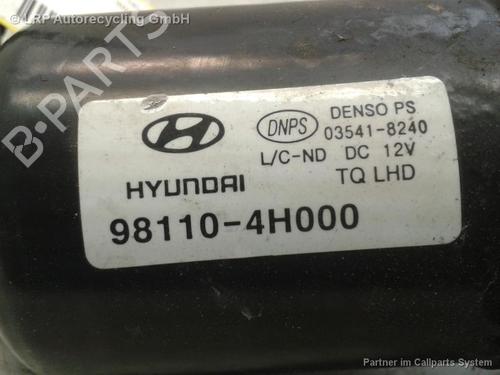 LRP Autorecycling GmbH
DNPS
DENSO PS
03541-8240
L/C-ND DC 12V
HYUNDAI
TQ LHD
98110-4H000
Partner im Callparts System